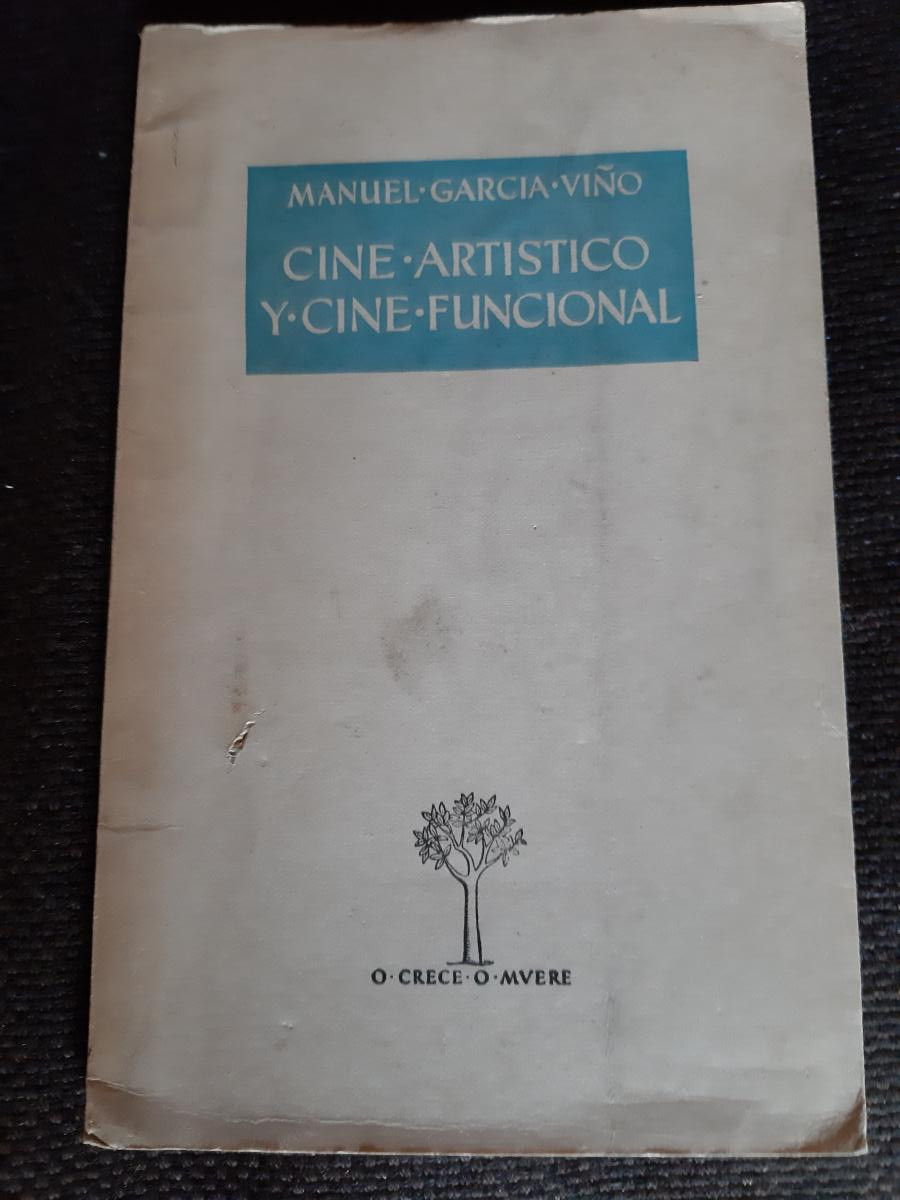 MANUEL·GARCIA·VIÑO
CINE·ARTISTICO
Y·CINE·FUNCIONAL
O·CRECE·O·MVERE